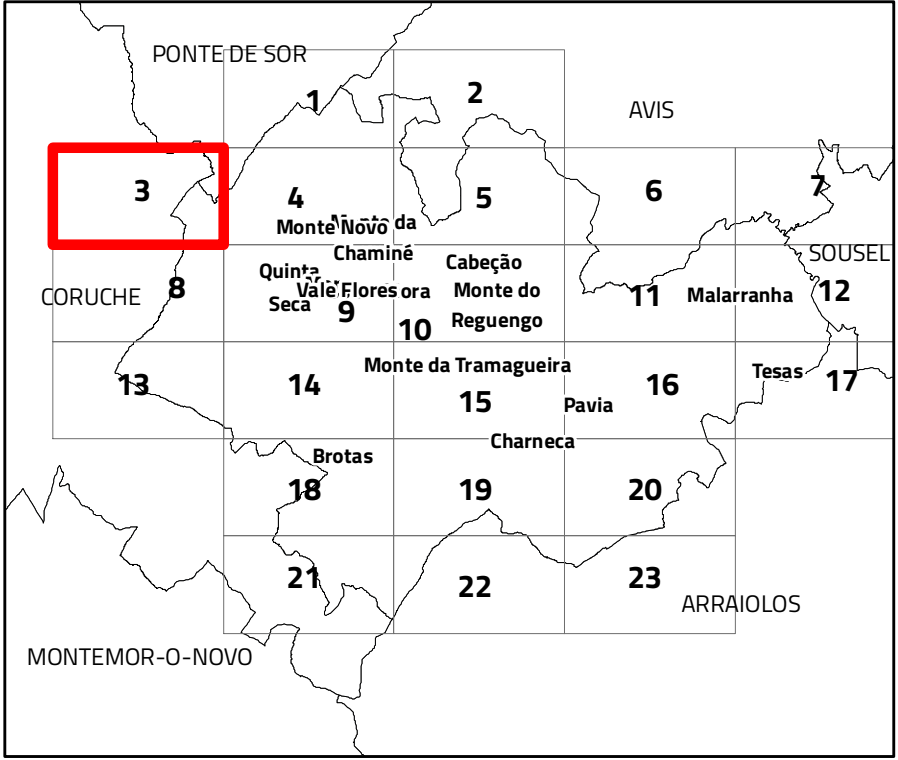 PONTE DE SOR
1
2
AVIS
3
4
5
6
7
Monte Novo
da
Chaminé
SOUSEL
CORUCHE
8
Quinta
Seca
Vale Flores
ora
9
10
Cabeção
Monte do
Reguengo
11
Malarranha
12
13
14
Monte da Tramagueira
15
Pavia
16
Tesas
17
Charneca
Brotas
18
19
20
21
22
23
ARRAIOLOS
MONTEMOR-O-NOVO